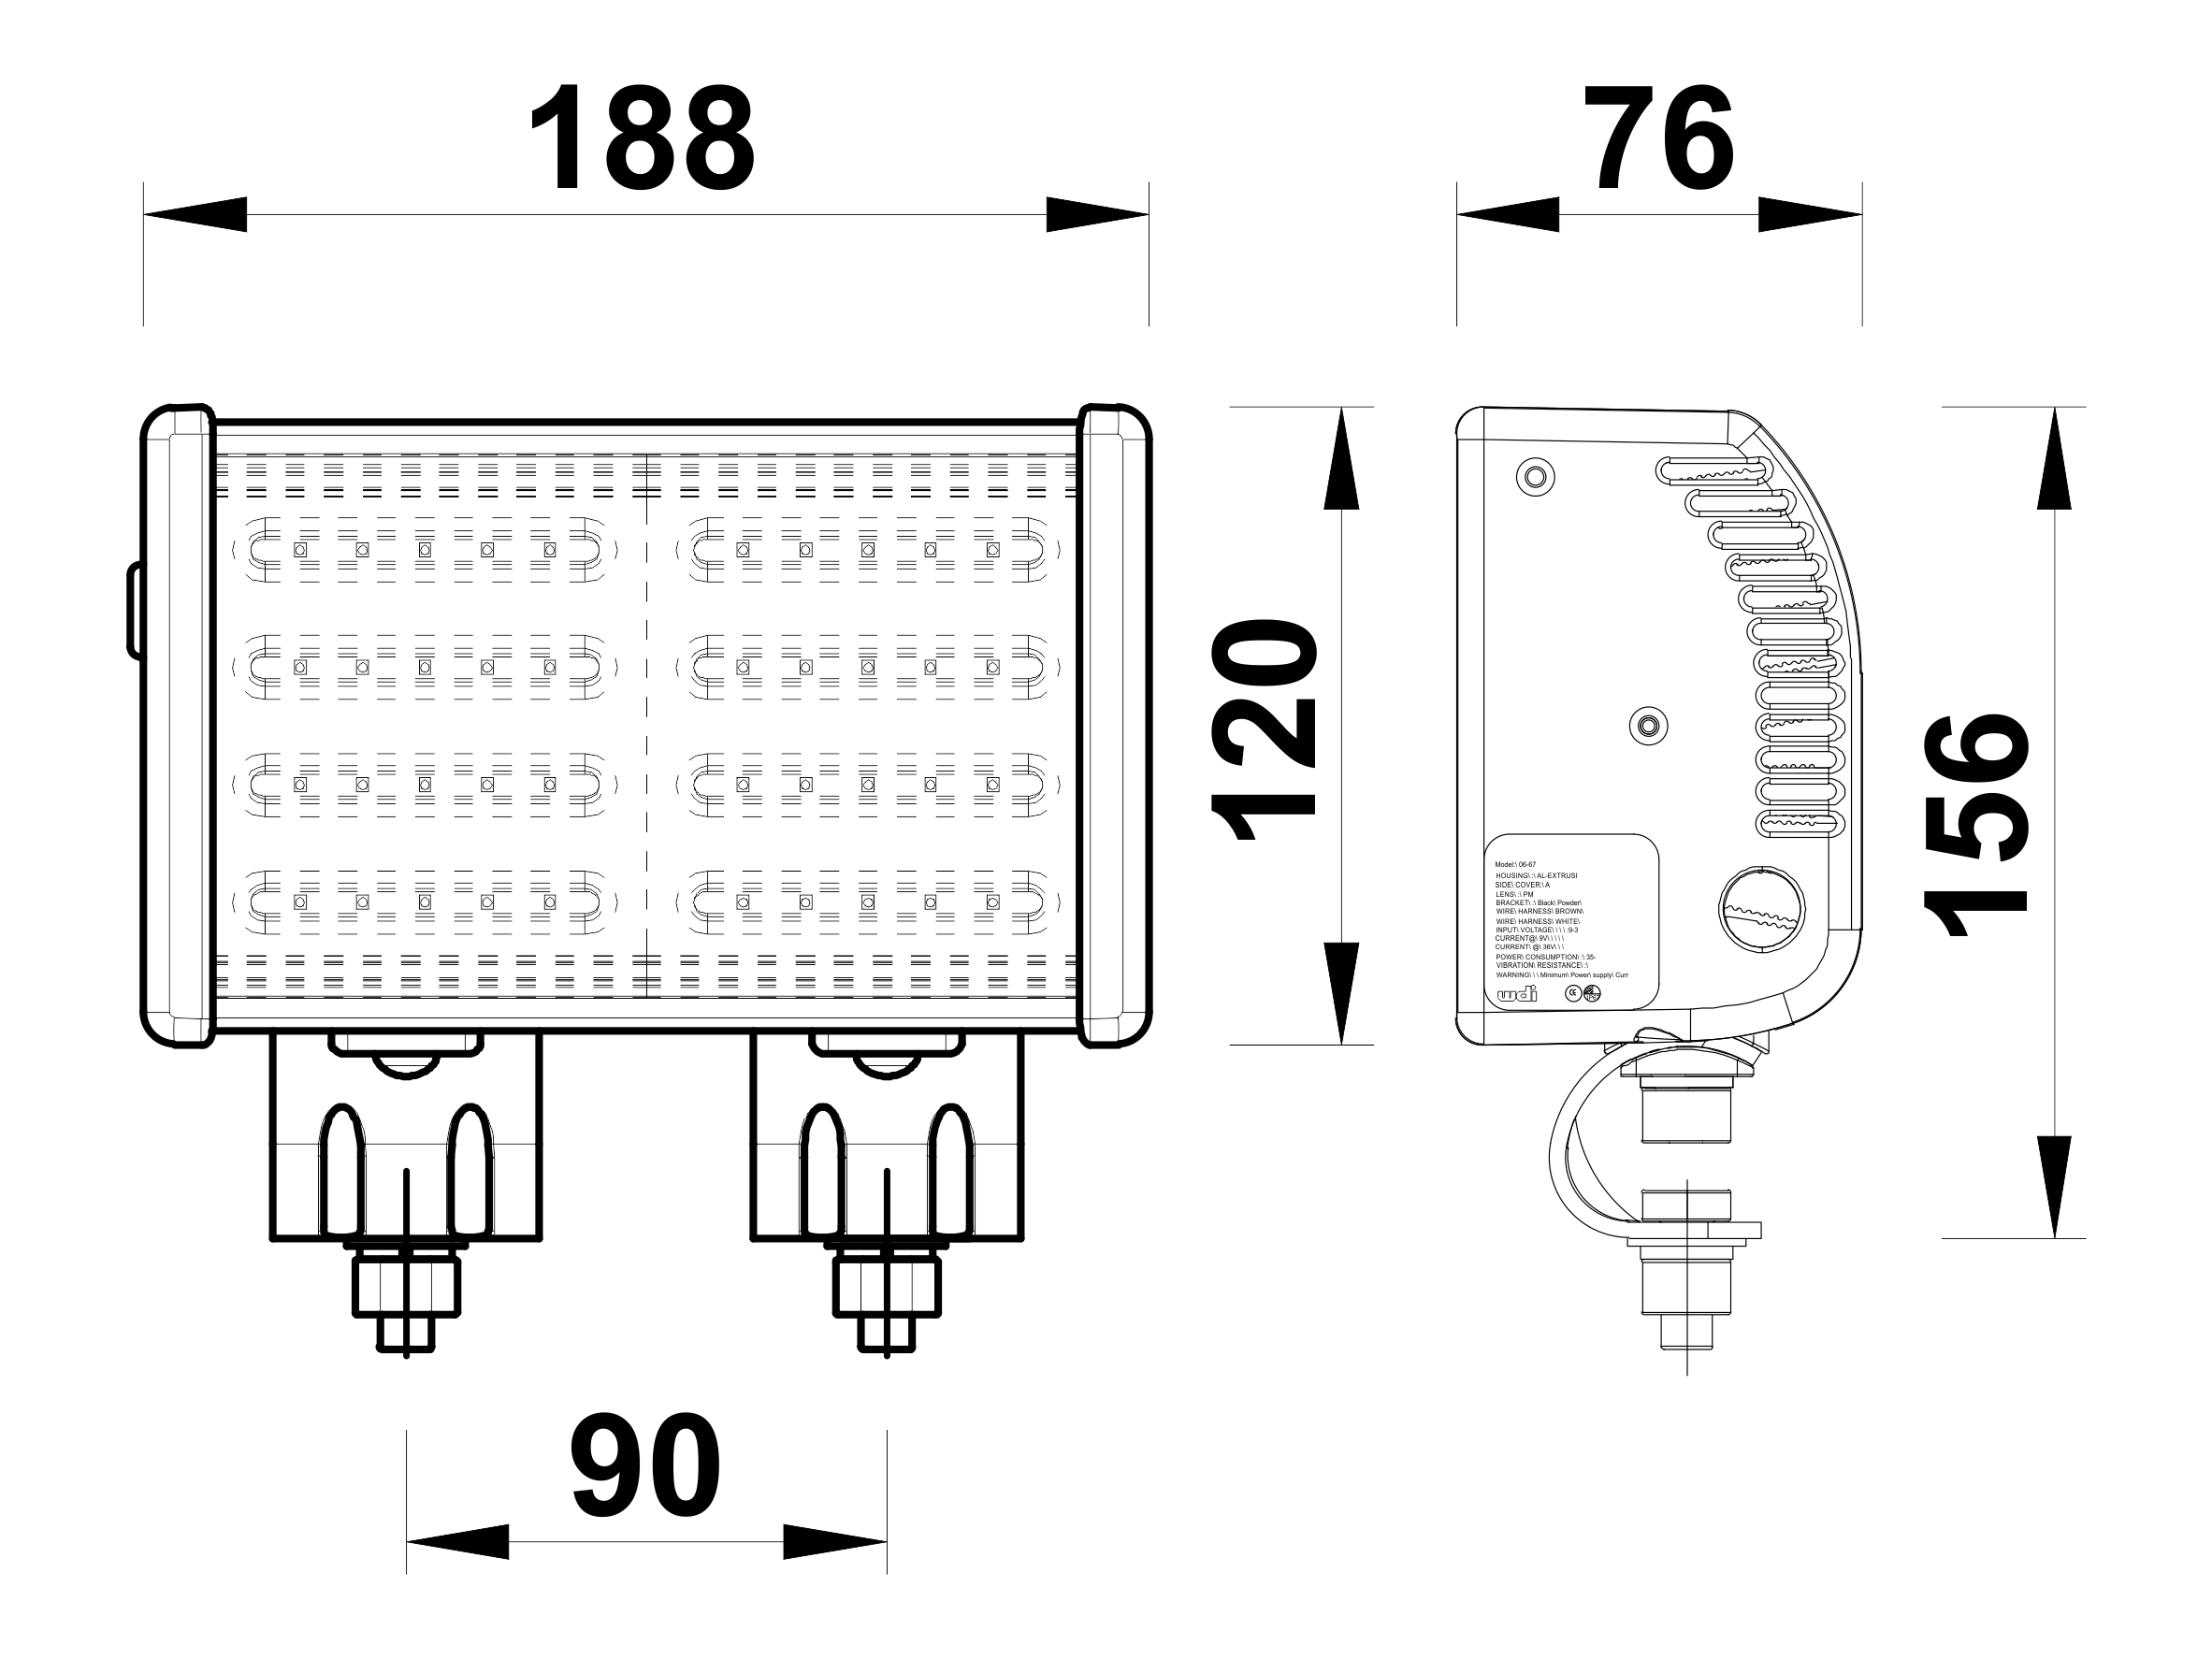 188
76
120
156
90
Model:\ 06-67
HOUSING\ :\ AL-EXTRUSI
SIDE\ COVER:\ A
LENS\ :\ PM
BRACKET\ :\ Black\ Powder\
WIRE\ HARNESS\ BROWN\
WIRE\ HARNESS\ WHITE\
INPUT\ VOLTAGE\ \ \ \ :9-3
CURRENT@\ 9V\ \ \ \ \
CURRENT\ @\ 36V\ \ \
POWER\ CONSUMPTION\ :\ 35-
VIBRATION\ RESISTANCE\ :\
WARNING\ \ \ Minimum\ Power\ supply\ Curr
wdi CE